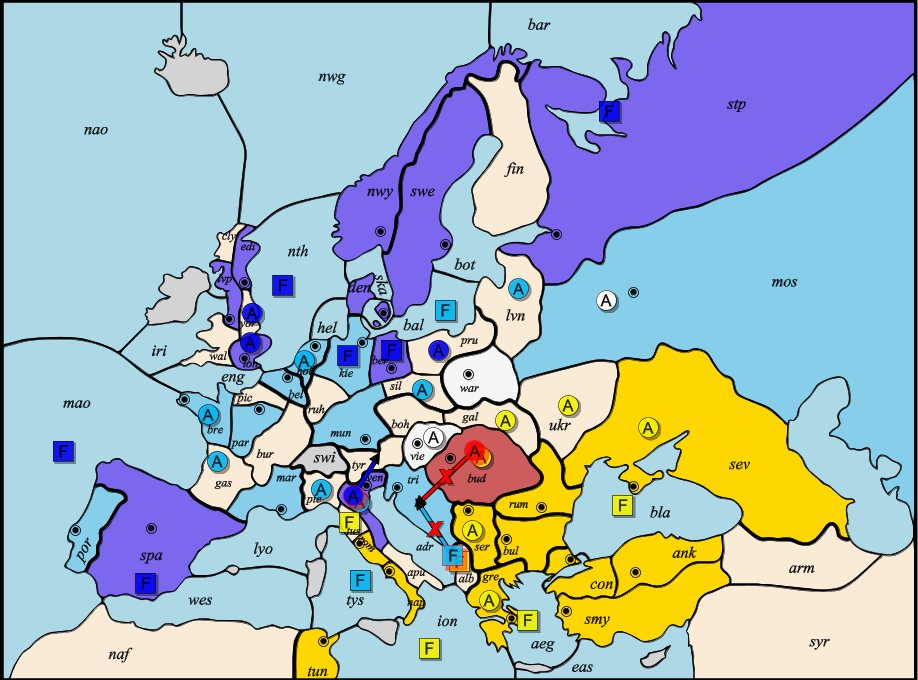 bar
nwg
stp
nao
fin
nwy
swe
cly
edi
nth
bot
lvp
den
ska
mos
lvn
yor
hel
bal
iri
wal
lon
pru
eng
kie
ber
hol
F
F
F
F
F
A
A
A
A
A
A
war
bel
sil
A
pic
mao
bre
A
ruh
ukr
A
gal
A
par
mun
boh
sev
A
bur
vie
A
F
gas
A
swi
tyr
bud
A
mar
ven
tri
pie
A
A
rum
F
bla
por
spa
F
lyo
tus
F
rom
adr
F
ser
A
bul
ank
F
wes
tys
F
apu
alb
gre
A
con
arm
nap
smy
ion
F
F
aeg
naf
tun
eas
syr